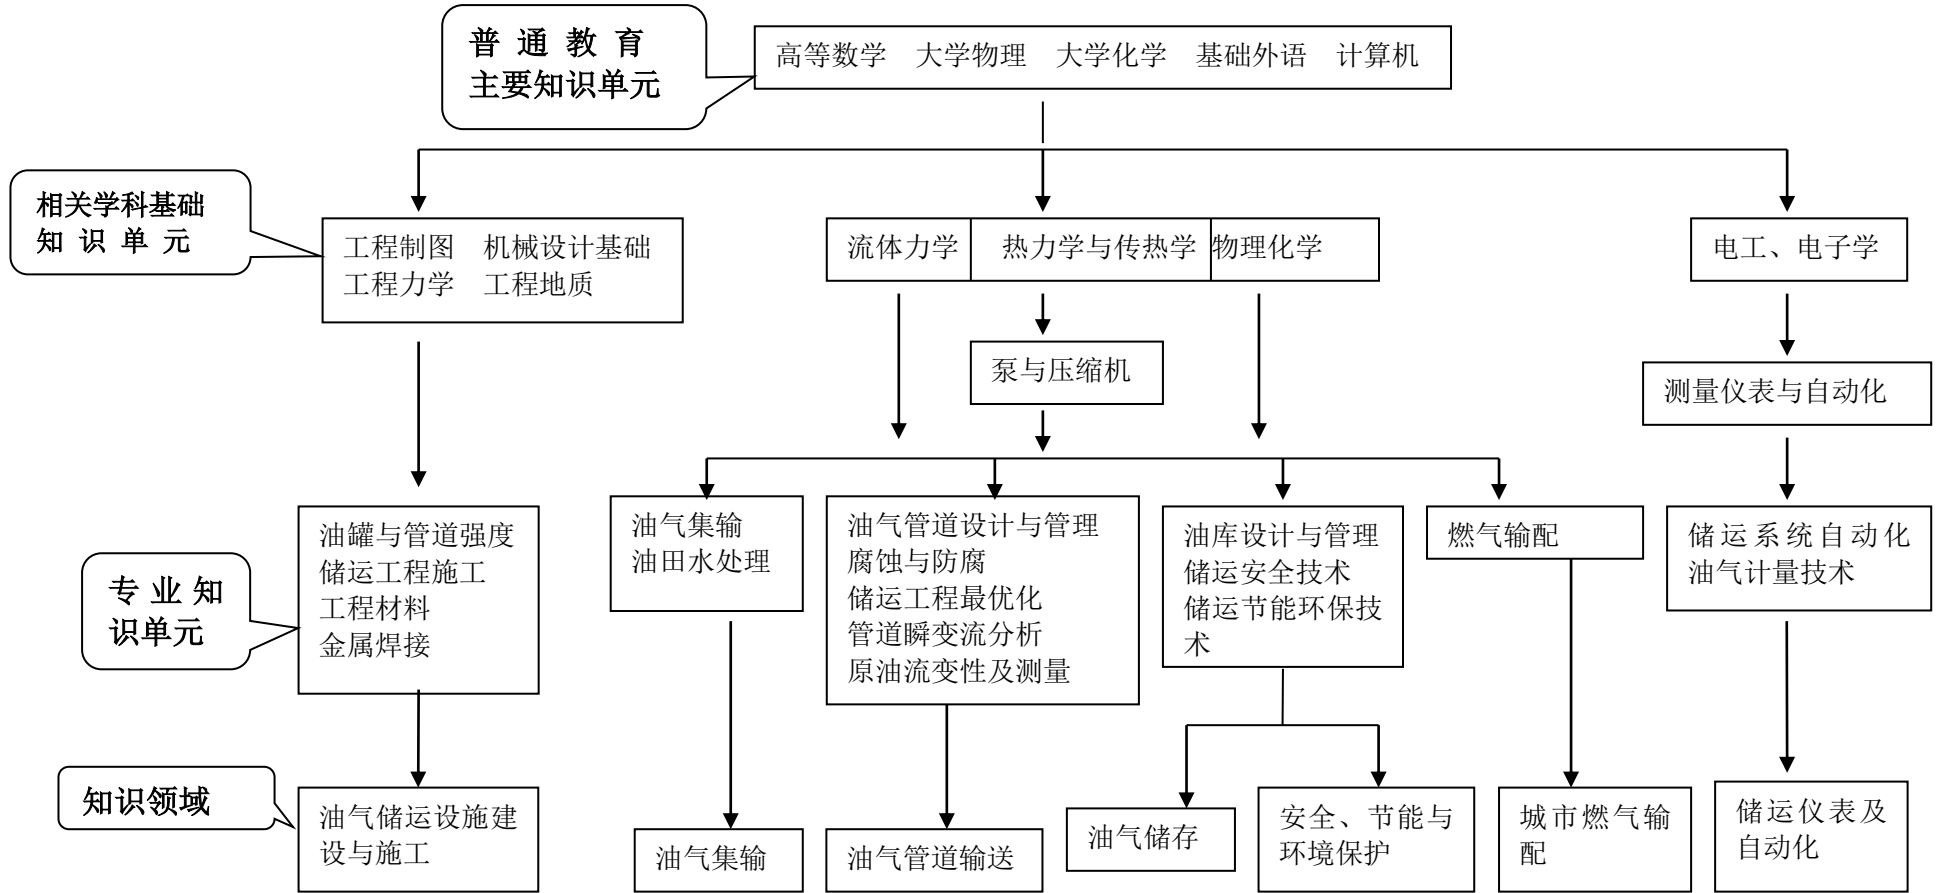 普 通 教 育
主要知识单元
高等数学 大学物理 大学化学 基础外语 计算机
相关学科基础
知 识 单 元
工程制图 机械设计基础
工程力学 工程地质
流体力学
热力学与传热学
物理化学
电工、电子学
泵与压缩机
测量仪表与自动化
专 业 知
识单元
油罐与管道强度
储运工程施工
工程材料
金属焊接
油气集输
油田水处理
油气管道设计与管理
腐蚀与防腐
储运工程最优化
管道瞬变流分析
原油流变性及测量
油库设计与管理
储运安全技术
储运节能环保技
术
燃气输配
储运系统自动化
油气计量技术
知识领域
油气储运设施建
设与施工
油气集输
油气管道输送
油气储存
安全、节能与
环境保护
城市燃气输
配
储运仪表及
自动化